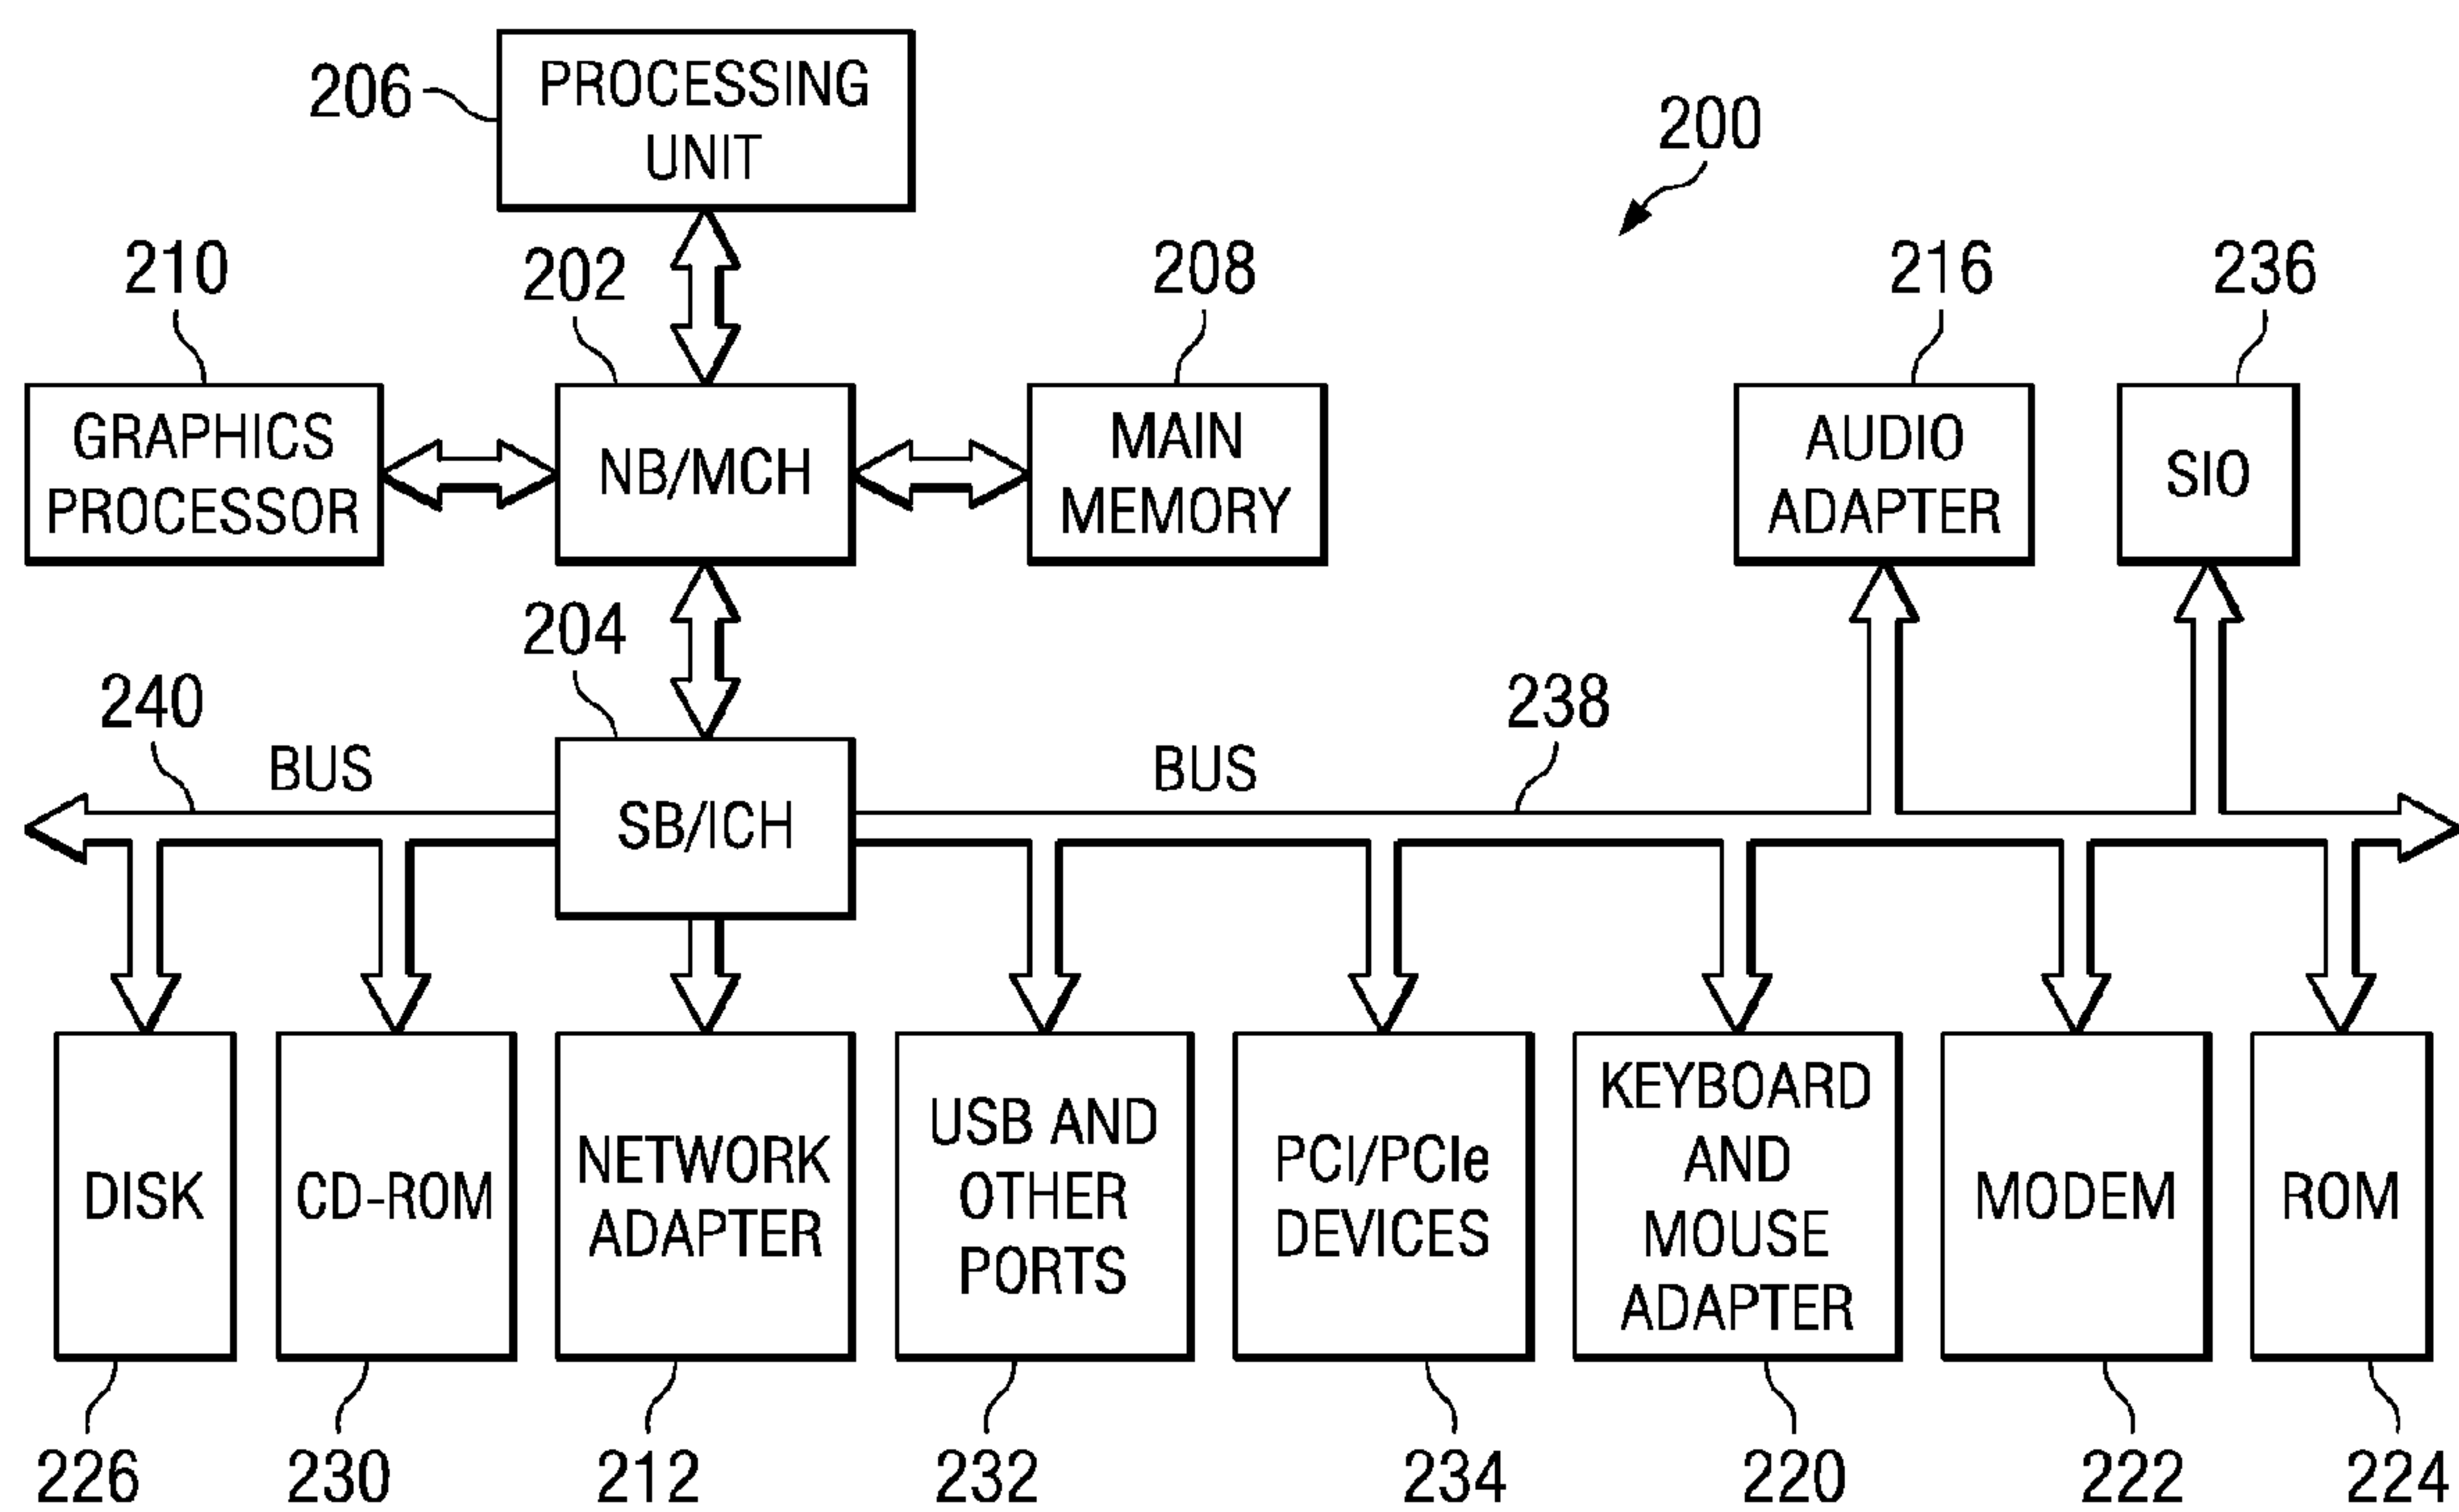 206
PROCESSING
UNIT
200
210
202
208
216
236
GRAPHICS
PROCESSOR
NB/MCH
MAIN
MEMORY
AUDIO
ADAPTER
SIO
204
240
BUS
BUS
238
SB/ICH
DISK
CD-ROM
NETWORK
ADAPTER
USB AND
OTHER
PORTS
PCI/PCIe
DEVICES
KEYBOARD
AND
MOUSE
ADAPTER
MODEM
ROM
226
230
212
232
234
220
222
224